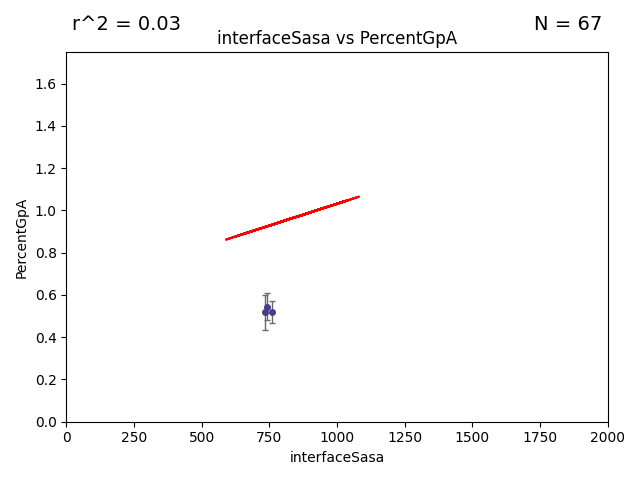 r^2 = 0.03
N = 67
interfaceSasa vs PercentGpA
PercentGpA
1.6
1.4
1.2
1.0
0.8
0.6
0.4
0.2
0.0
0 250 500 750 1000 1250 1500 1750 2000
interfaceSasa